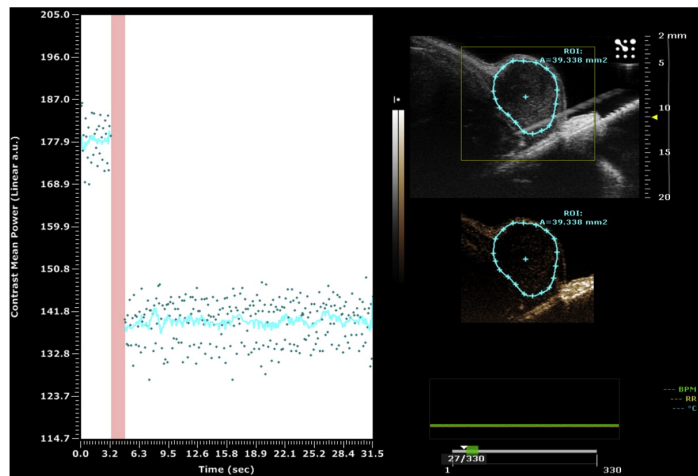 205.0
196.0
187.0
177.9
168.9
159.9
150.8
141.8
132.8
123.7
114.7
Contrast Mean Power (Linear a.u.)
0.0 3.2 6.3 9.5 12.6 15.8 18.9 22.1 25.2 28.4 31.5
Time (sec)
ROI:
A=39.338 mm2
2 mm
5
10
15
20
ROI:
A=39.338 mm2
--- BPM
--- RR
--- °C
27/330
1 330